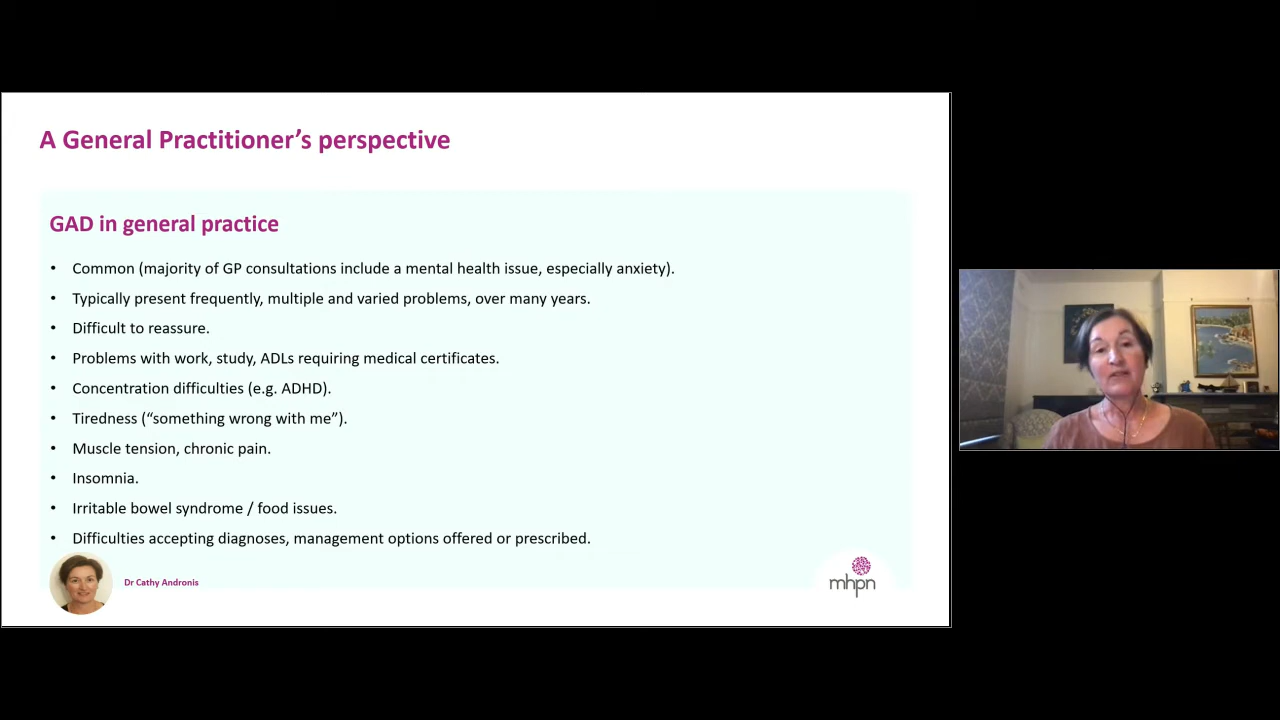 A General Practitioner’s perspective
GAD in general practice
• Common (majority of GP consultations include a mental health issue, especially anxiety).
• Typically present frequently, multiple and varied problems, over many years.
• Difficult to reassure.
• Problems with work, study, ADLs requiring medical certificates.
• Concentration difficulties (e.g. ADHD).
• Tiredness (“something wrong with me”).
• Muscle tension, chronic pain.
• Insomnia.
• Irritable bowel syndrome / food issues.
• Difficulties accepting diagnoses, management options offered or prescribed.
Dr Cathy Andronis
mhpn